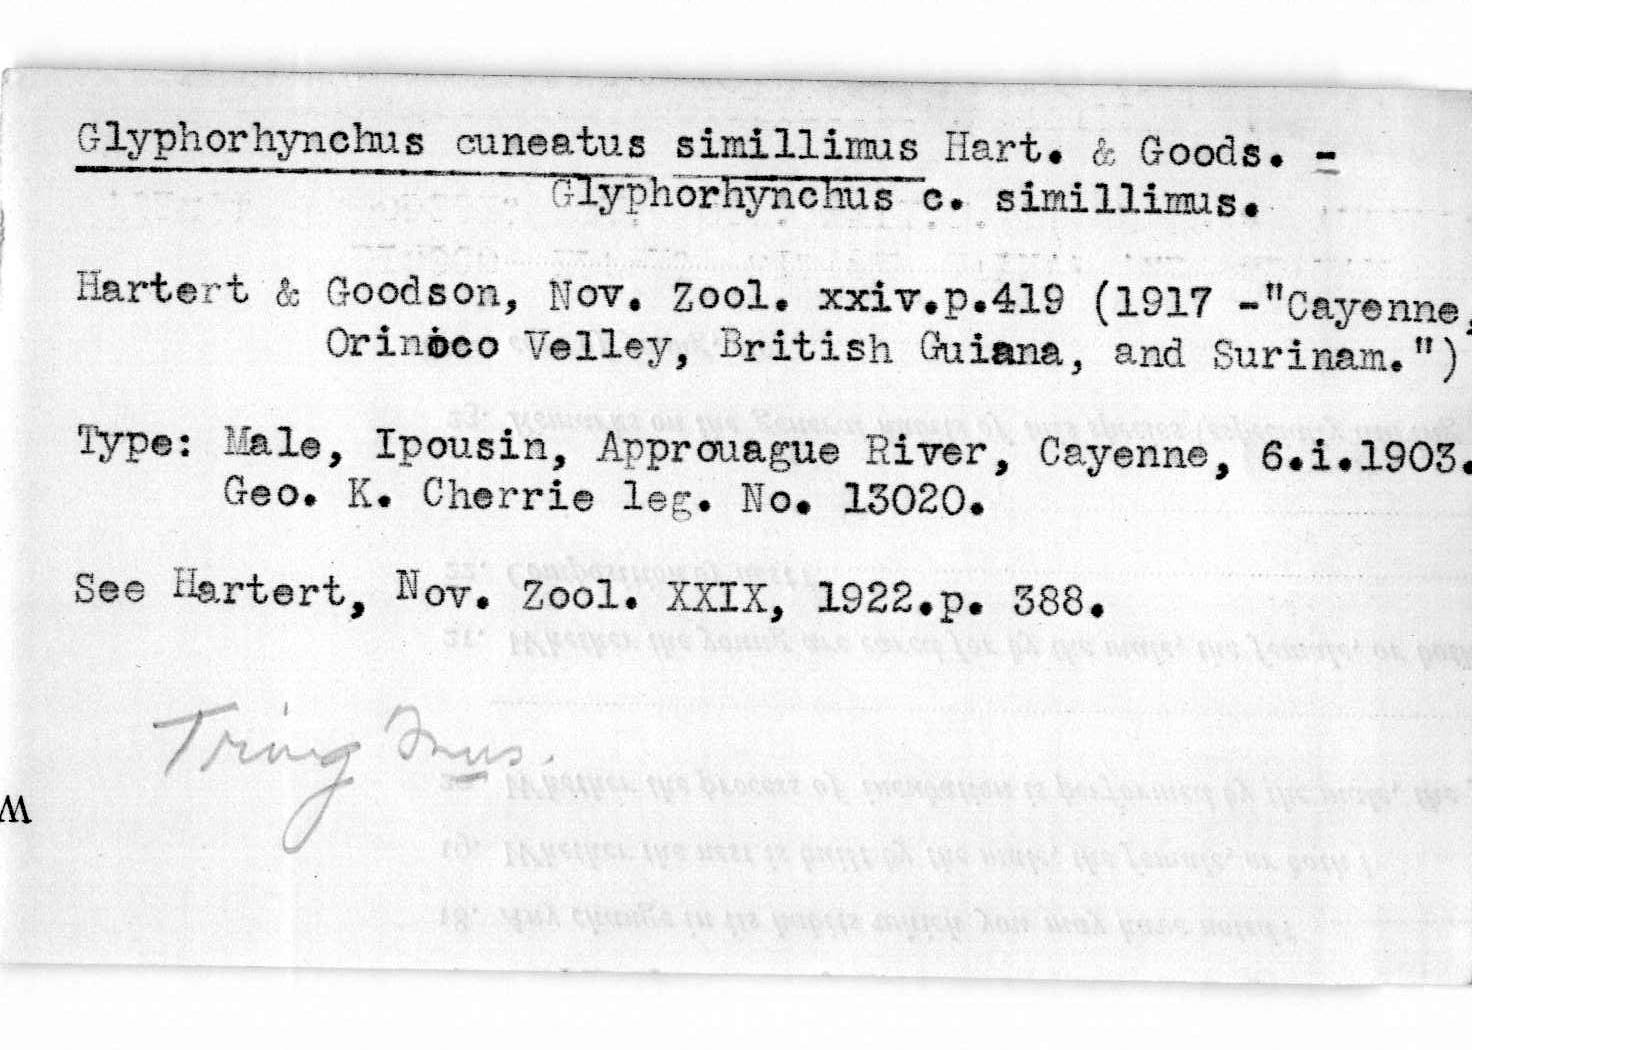 Glyphorhynchus cuneatus simillimus Hart. & Goods. -
Glyphorhynchus c. simillimus.
Hartert & Goodson, Nov. Zool. xxiv.p.419 (1917 -"Cayenne,
Orinoco Velley, British Guiana, and Surinam.")
Type: Male, Ipousin, Approuague River, Cayenne, 6.i.1903.
Geo. K. Cherrie leg. No. 13020.
See Hartert, Nov. Zool. XXIX, 1922.p. 388.
Tring Mus.